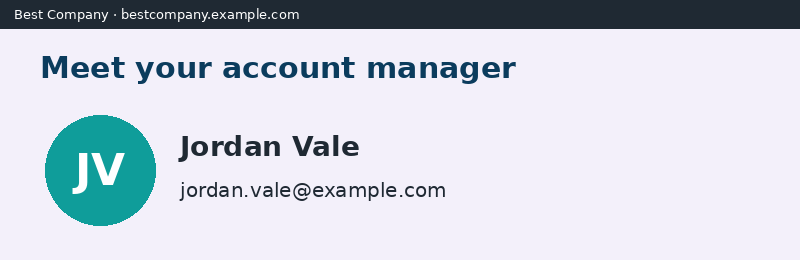 Best Company · bestcompany.example.com
Meet your account manager
JV
Jordan Vale
jordan.vale@example.com